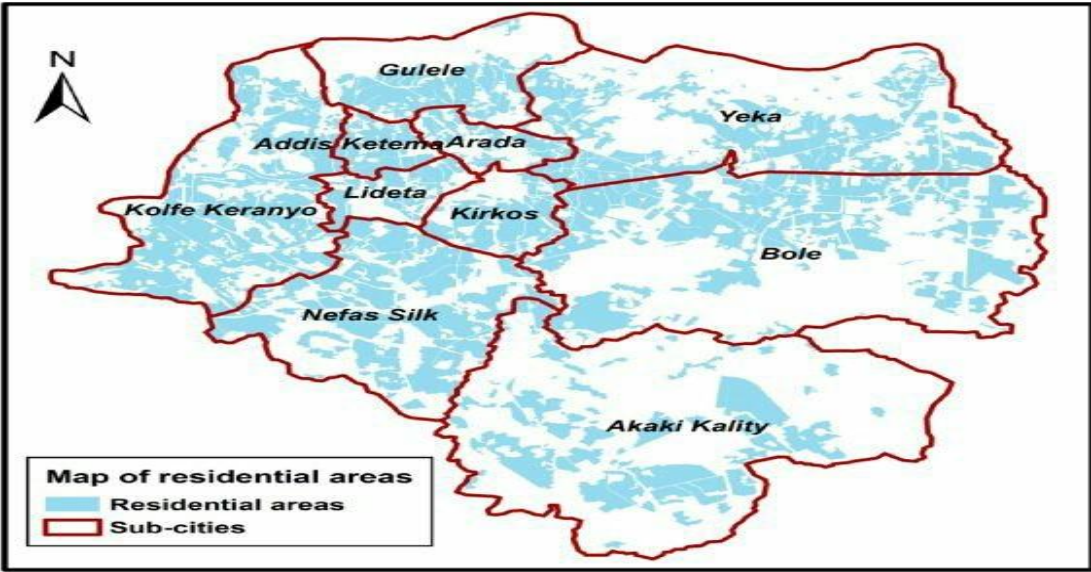 N
Gulele
Yeka
Addis Ketema
Arada
Lideta
Kolfe Keranyo
Kirkos
Bole
Nefas Silk
Akaki Kality
Map of residential areas
Residential areas
Sub-cities